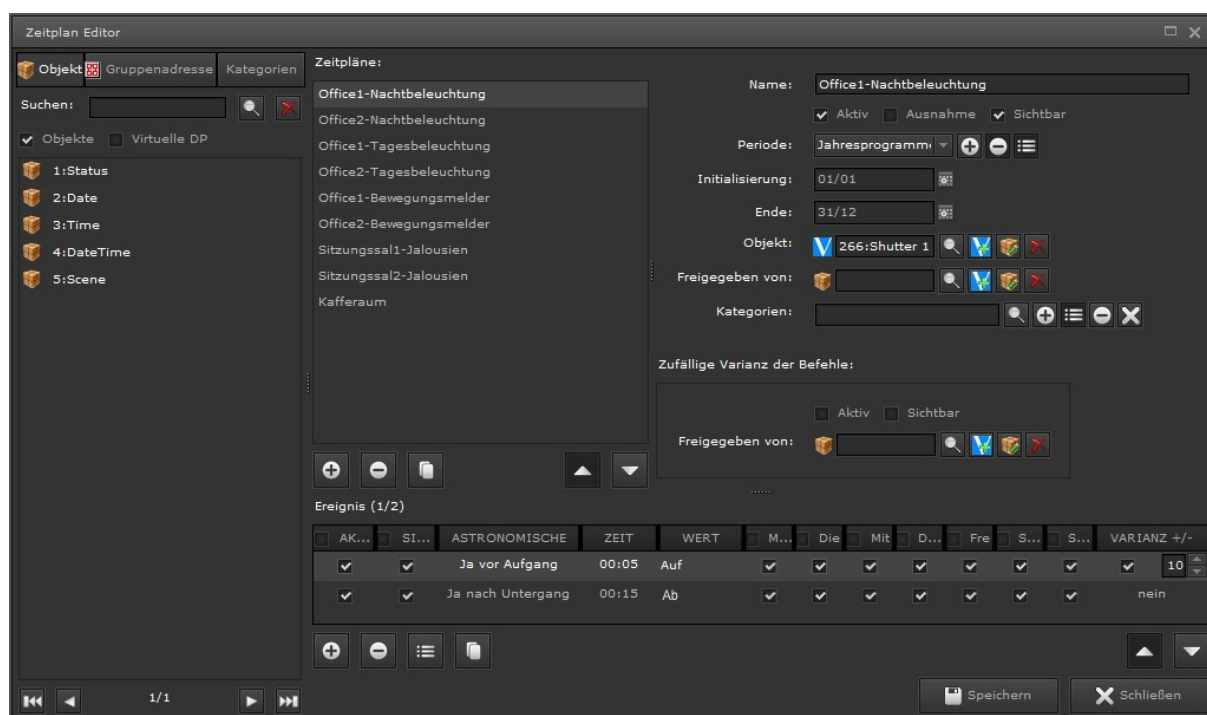 Zeitplan Editor
Objekt Gruppenadresse Kategorien
Suchen:
Objekte Virtuelle DP
1:Status
2:Date
3:Time
4:DateTime
5:Scene
1/1
Zeitpläne:
Office1-Nachtbeleuchtung
Office2-Nachtbeleuchtung
Office1-Tagesbeleuchtung
Office2-Tagesbeleuchtung
Office1-Bewegungsmelder
Office2-Bewegungsmelder
Sitzungssal1-Jalousien
Sitzungssal2-Jalousien
Kafferaum
Name: Office1-Nachtbeleuchtung
Aktiv Ausnahme Sichtbar
Periode: Jahresprogramm
Initialisierung: 01/01
Ende: 31/12
Objekt: 266:Shutter 1
Freigegeben von:
Kategorien:
Zufällige Varianz der Befehle:
Aktiv Sichtbar
Freigegeben von:
Ereignis (1/2)
AK... SI... ASTRONOMISCHE ZEIT WERT M... Die Mit D... Fre S... S... VARIANZ +/-
Ja vor Aufgang 00:05 Auf 10
Ja nach Untergang 00:15 Ab nein
Speichern Schließen